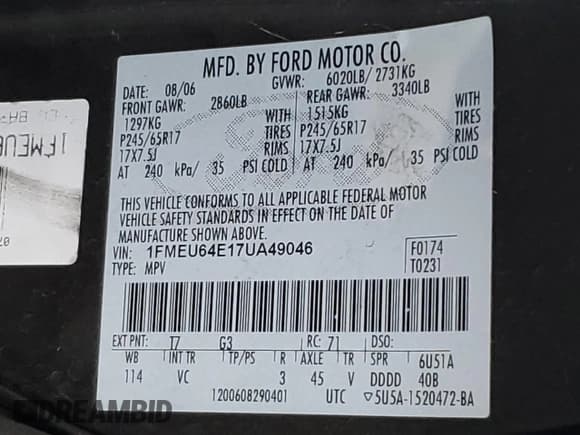 MFD. BY FORD MOTOR CO.
DATE: 08/06 GVWR: 6020LB/ 2731KG
FRONT GAWR: 2860LB REAR GAWR: 3340LB
1297KG WITH 1515KG WITH
P245/65R17 TIRES P245/65R17 TIRES
17X7.5J RIMS 17X7.5J RIMS
AT 240 kPa/ 35 PSI COLD AT 240 kPa/ 35 PSI COLD
THIS VEHICLE CONFORMS TO ALL APPLICABLE FEDERAL MOTOR
VEHICLE SAFETY STANDARDS IN EFFECT ON THE DATE OF
MANUFACTURE SHOWN ABOVE.
VIN: 1FMEU64E17UA49046 F0174
TYPE: MPV T0231
EXT PNT: T7 G3 RC: 71 DSO:
WB INT TR TP/PS R AXLE TR SPR 6U51A
114 VC 3 45 V DDDD 40B
1200608290401 UTC ▽5U5A-1520472-BA
1FMEU
DREAMBID